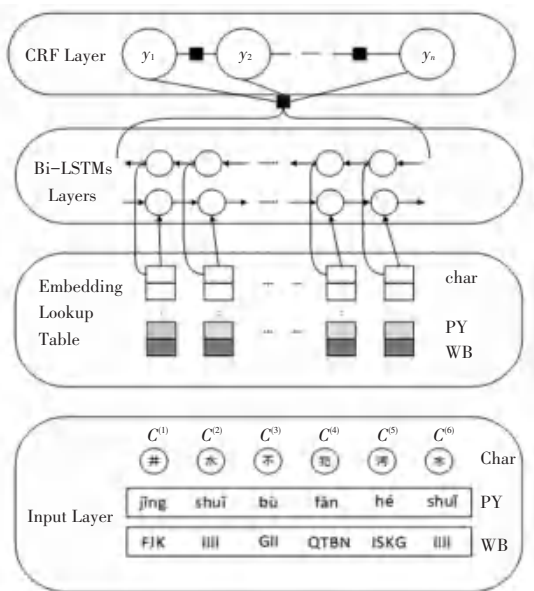 CRF Layer y₁ y₂ yₙ
Bi-LSTMs
Layers
Embedding
Lookup
Table
char
PY
WB
C⁽¹⁾ C⁽²⁾ C⁽³⁾ C⁽⁴⁾ C⁽⁵⁾ C⁽⁶⁾
井 水 不 犯 河 水 Char
Input Layer
jǐng shuǐ bù fàn hé shuǐ PY
FJK IIII GII QTBN ISKG IIII WB